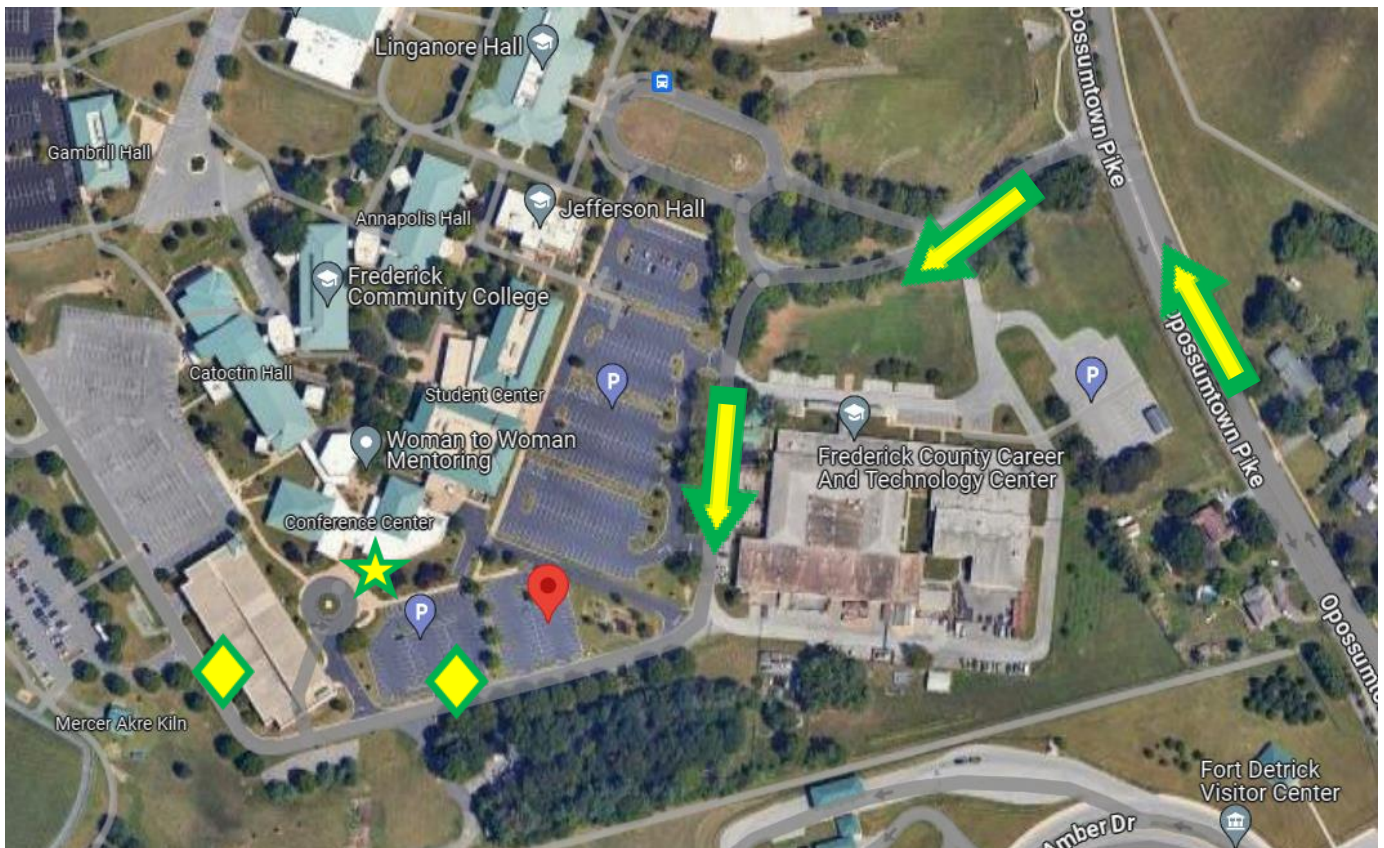 Linganore Hall
Opossumtown Pike
Gambrill Hall
Annapolis Hall
Jefferson Hall
Frederick
Community College
Catoctin Hall
Student Center
P
P
Woman to Woman
Mentoring
Frederick County Career
And Technology Center
Opossumtown Pike
Conference Center
P
Mercer Akre Kiln
Fort Detrick
Visitor Center
Amber Dr